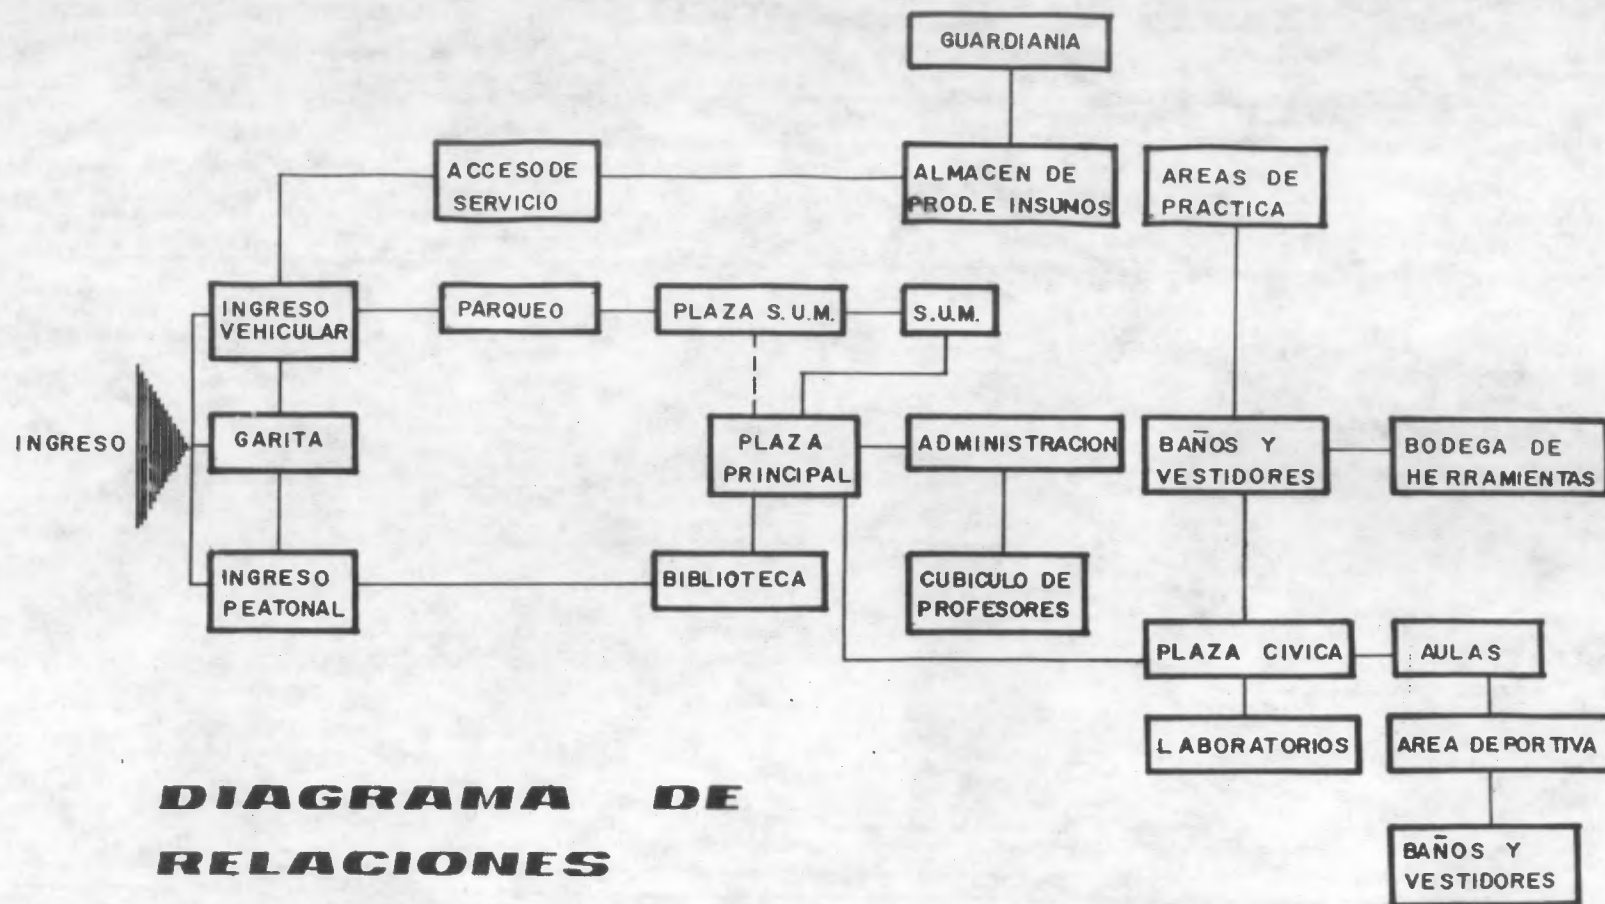 GUARDIANIA
ACCESO DE
SERVICIO
ALMACEN DE
PROD. E INSUMOS
AREAS DE
PRACTICA
INGRESO
VEHICULAR
PARQUEO
PLAZA S.U.M.
S.U.M.
INGRESO
GARITA
PLAZA
PRINCIPAL
ADMINISTRACION
BAÑOS Y
VESTIDORES
BODEGA DE
HERRAMIENTAS
INGRESO
PEATONAL
BIBLIOTECA
CUBICULO DE
PROFESORES
PLAZA CIVICA
AULAS
LABORATORIOS
AREA DEPORTIVA
BAÑOS Y
VESTIDORES
DIAGRAMA DE
RELACIONES